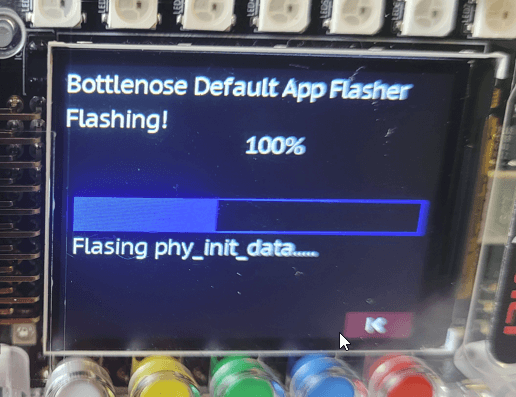 Bottlenose Default App Flasher
Flashing!
100%
Flasing phy_init_data.....